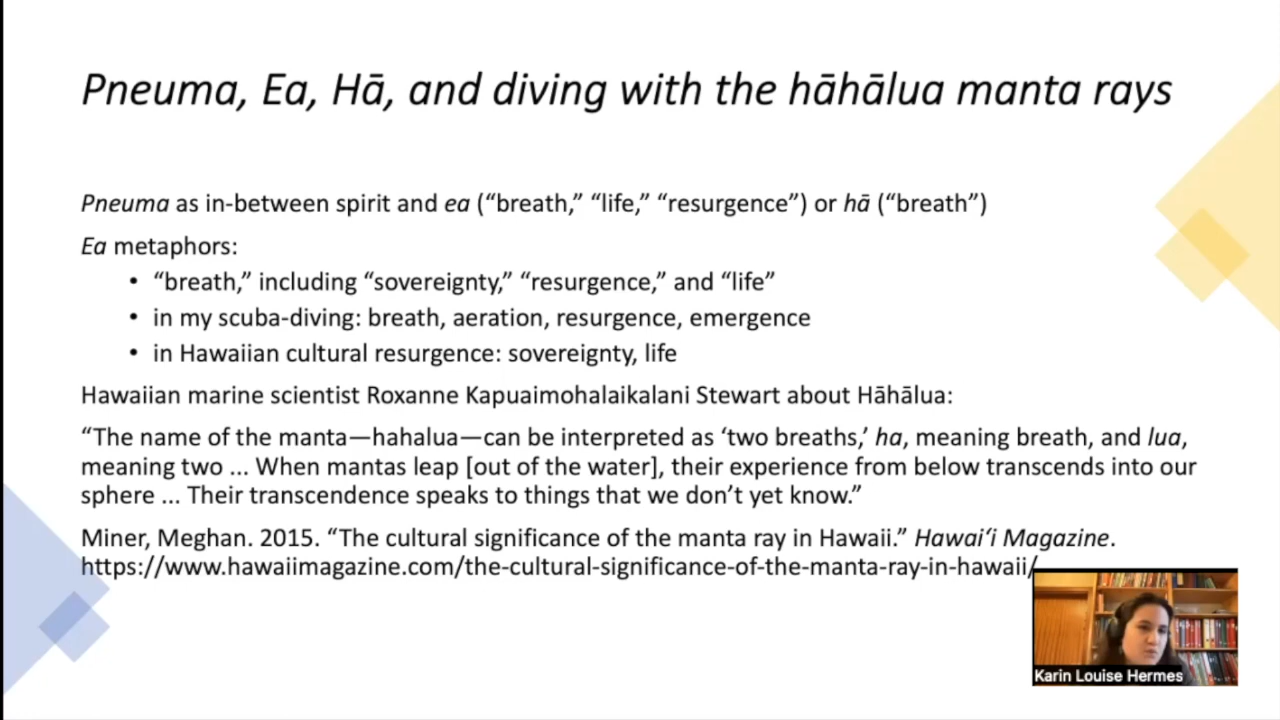 Pneuma, Ea, Hā, and diving with the hāhālua manta rays
Pneuma as in-between spirit and ea (“breath,” “life,” “resurgence”) or hā (“breath”)
Ea metaphors:
• “breath,” including “sovereignty,” “resurgence,” and “life”
• in my scuba-diving: breath, aeration, resurgence, emergence
• in Hawaiian cultural resurgence: sovereignty, life
Hawaiian marine scientist Roxanne Kapuaimohalaikalani Stewart about Hāhālua:
“The name of the manta—hahalua—can be interpreted as ‘two breaths,’ ha, meaning breath, and lua,
meaning two ... When mantas leap [out of the water], their experience from below transcends into our
sphere ... Their transcendence speaks to things that we don’t yet know.”
Miner, Meghan. 2015. “The cultural significance of the manta ray in Hawaii.” Hawai‘i Magazine.
https://www.hawaiimagazine.com/the-cultural-significance-of-the-manta-ray-in-hawaii/
Karin Louise Hermes